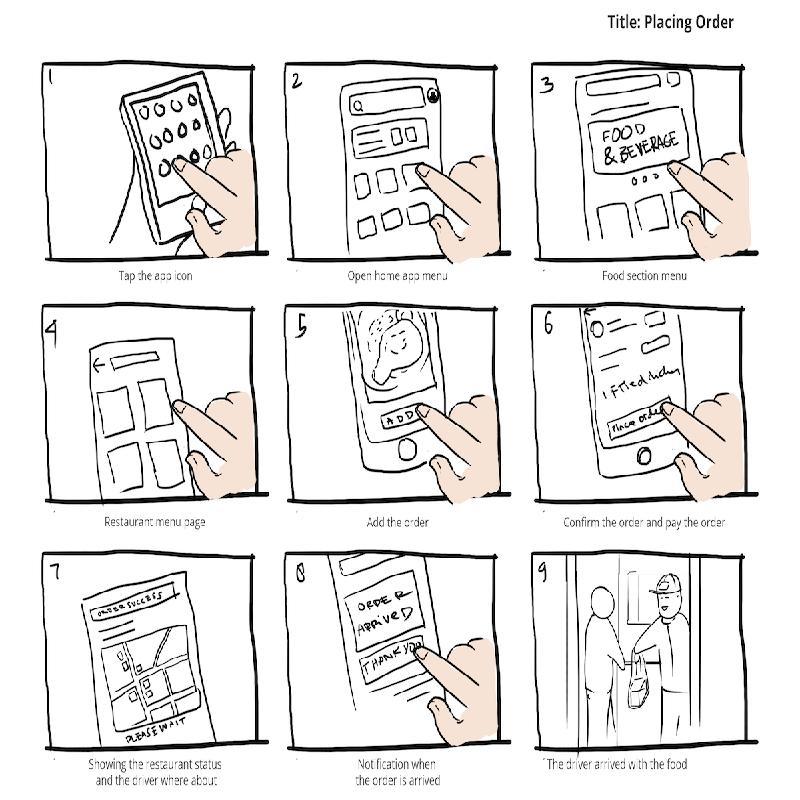 Title: Placing Order
1
2
3
FOOD
& BEVERAGE
Tap the app icon
Open home app menu
Food section menu
4
5
6
ADD
Place order
Restaurant menu page
Add the order
Confirm the order and pay the order
7
8
9
ORDER SUCCESS
PLEASE WAIT
ORDER
ARRIVED
THANK YOU
Showing the restaurant status
and the driver where about
Notification when
the order is arrived
The driver arrived with the food